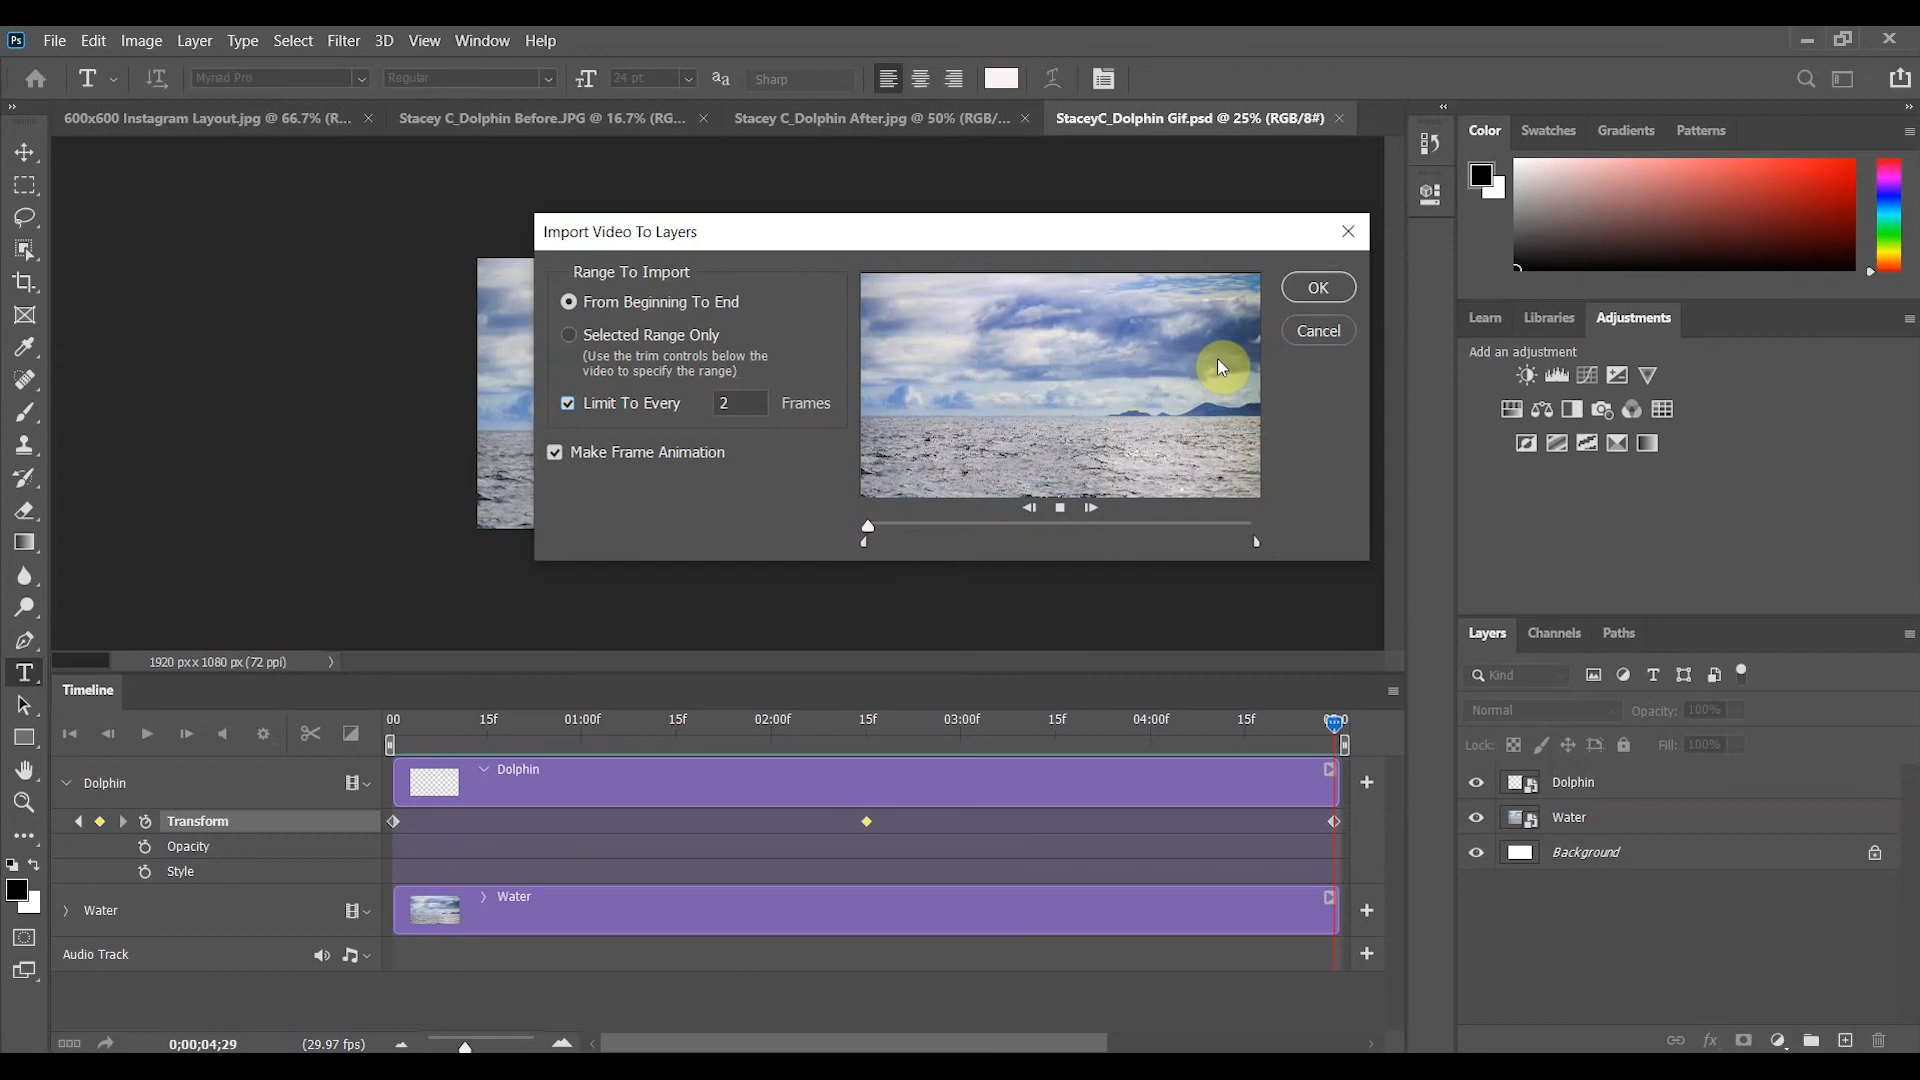 Ps File Edit Image Layer Type Select Filter 3D View Window Help
T Myrad Pro Regular 24 pt Sharp
600x600 Instagram Layout.jpg @ 66.7% (R... Stacey C_Dolphin Before.JPG @ 16.7% (RG... Stacey C_Dolphin After.jpg @ 50% (RGB/... StaceyC_Dolphin Gif.psd @ 25% (RGB/8#)
Color Swatches Gradients Patterns
Import Video To Layers
Range To Import
From Beginning To End
OK
Selected Range Only
Cancel
(Use the trim controls below the
video to specify the range)
Limit To Every 2 Frames
Make Frame Animation
Learn Libraries Adjustments
Add an adjustment
1920 px x 1080 px (72 ppi)
Layers Channels Paths
Kind
Normal Opacity: 100%
Lock: Fill: 100%
Dolphin
Water
Background
Timeline
00 15f 01:00f 15f 02:00f 15f 03:00f 15f 04:00f 15f
Dolphin Dolphin
Transform
Opacity
Style
Water Water
Audio Track
0;00;04;29 (29.97 fps)